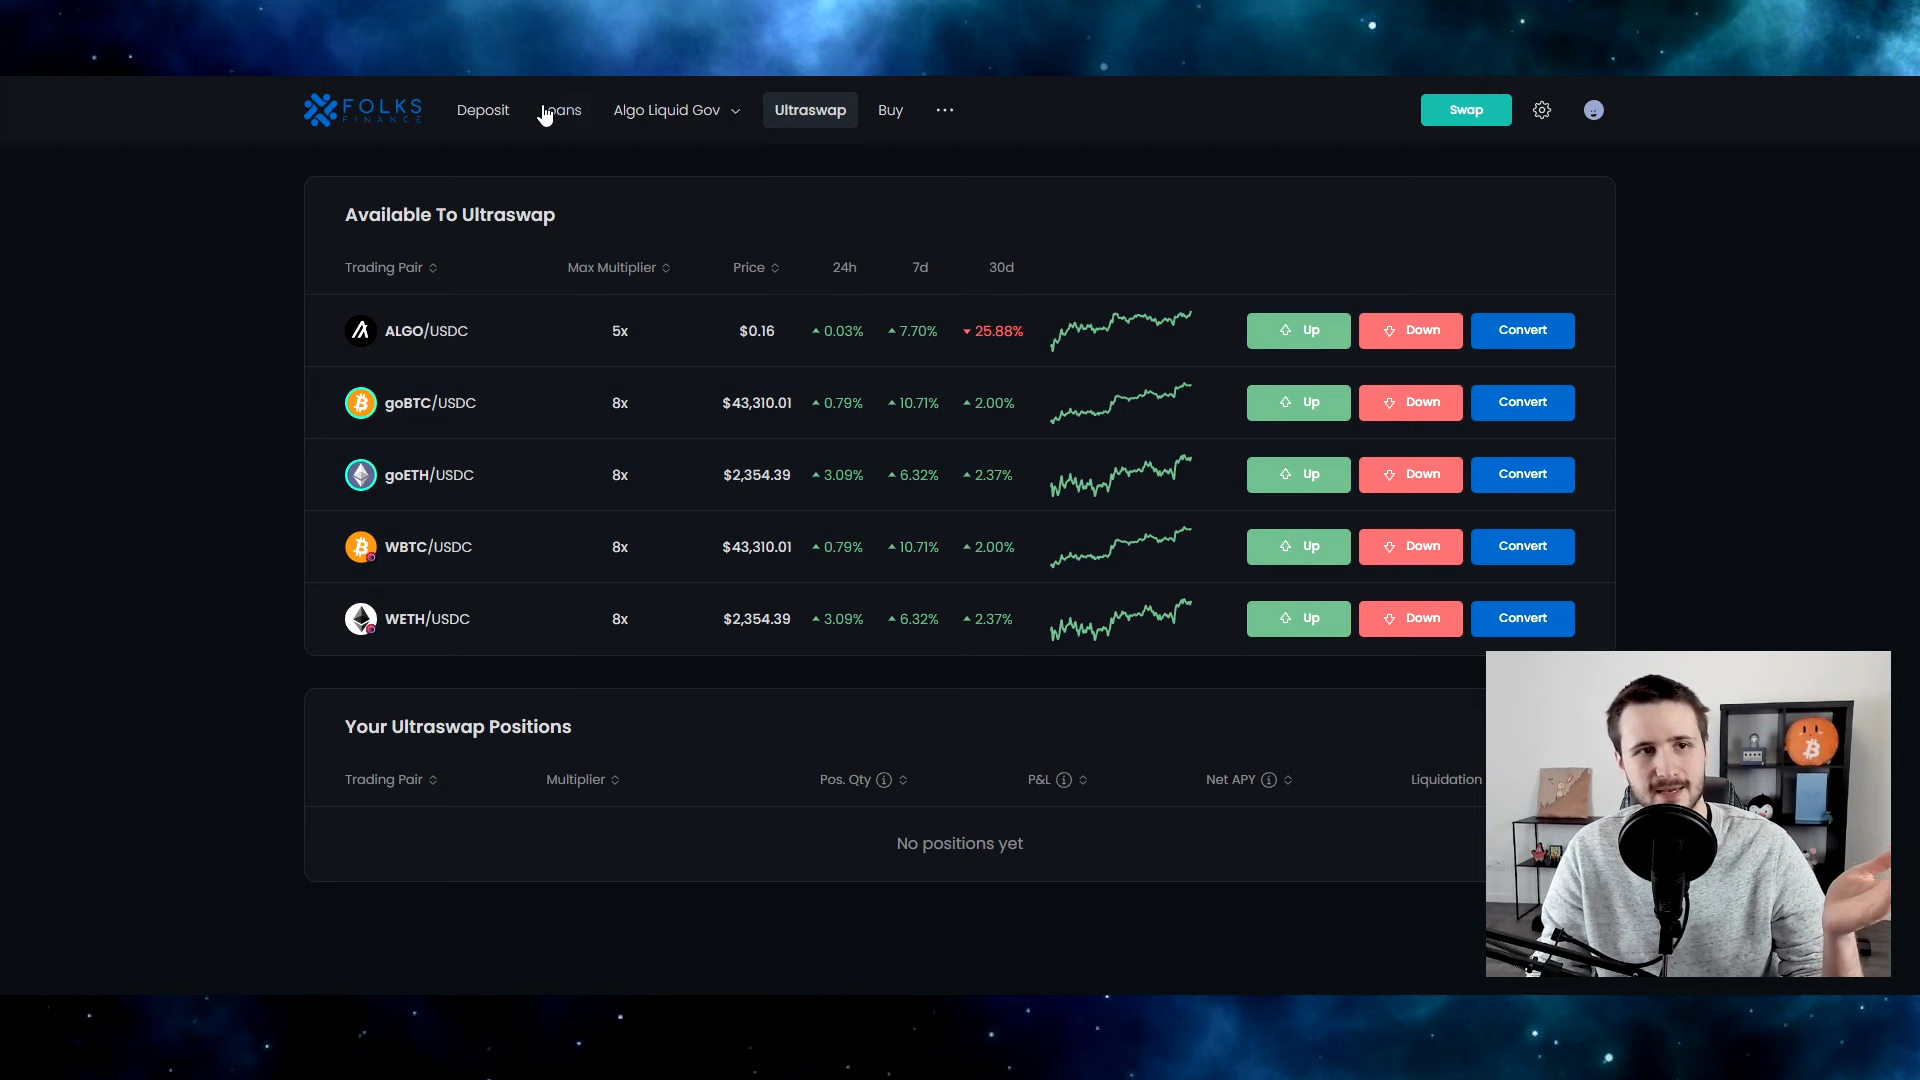 FOLKS FINANCE Deposit Loans Algo Liquid Gov Ultraswap Buy ... Swap
Available To Ultraswap
Trading Pair Max Multiplier Price 24h 7d 30d
ALGO/USDC 5x $0.16 0.03% 7.70% 25.88% Up Down Convert
goBTC/USDC 8x $43,310.01 0.79% 10.71% 2.00% Up Down Convert
goETH/USDC 8x $2,354.39 3.09% 6.32% 2.37% Up Down Convert
WBTC/USDC 8x $43,310.01 0.79% 10.71% 2.00% Up Down Convert
WETH/USDC 8x $2,354.39 3.09% 6.32% 2.37% Up Down Convert
Your Ultraswap Positions
Trading Pair Multiplier Pos. Qty P&L Net APY Liquidation
No positions yet